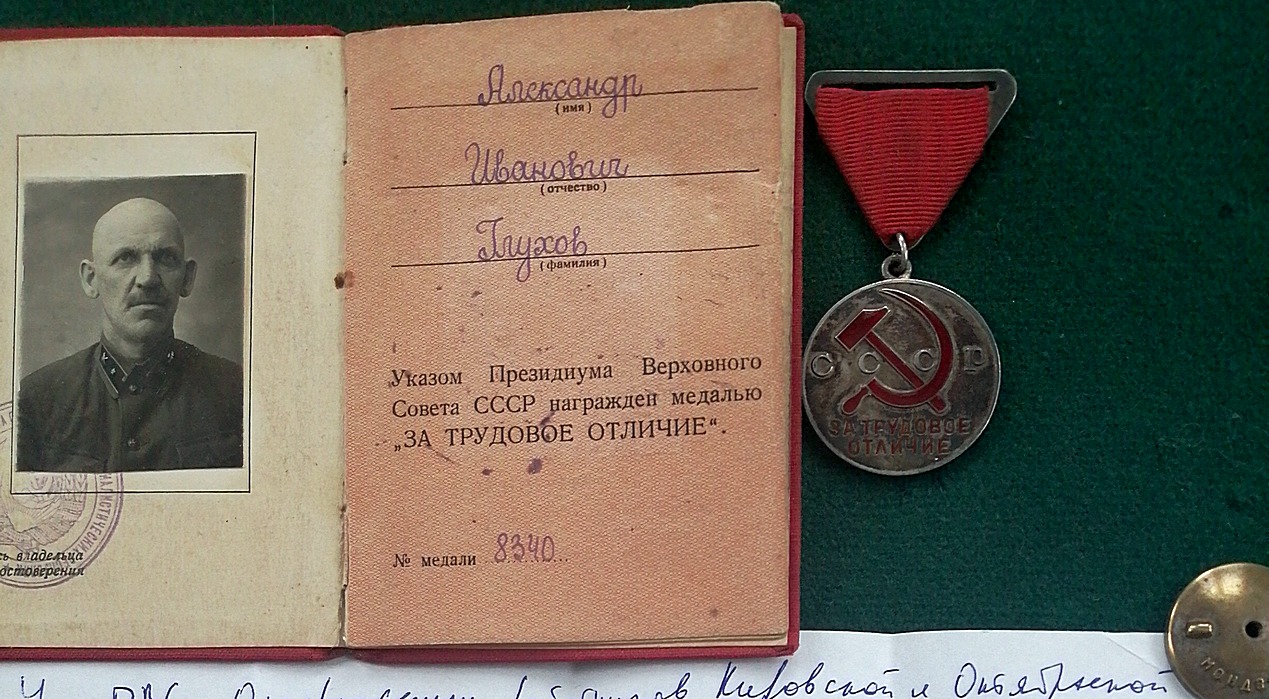 Александр
(имя)
Иванович
(отчество)
Глухов
(фамилия)
Указом Президиума Верховного
Совета СССР награжден медалью
„ЗА ТРУДОВОЕ ОТЛИЧИЕ“.
№ медали 8340
владельца
СССР
ЗА ТРУДОВОЕ
ОТЛИЧИЕ
Кировской и Октябрьской